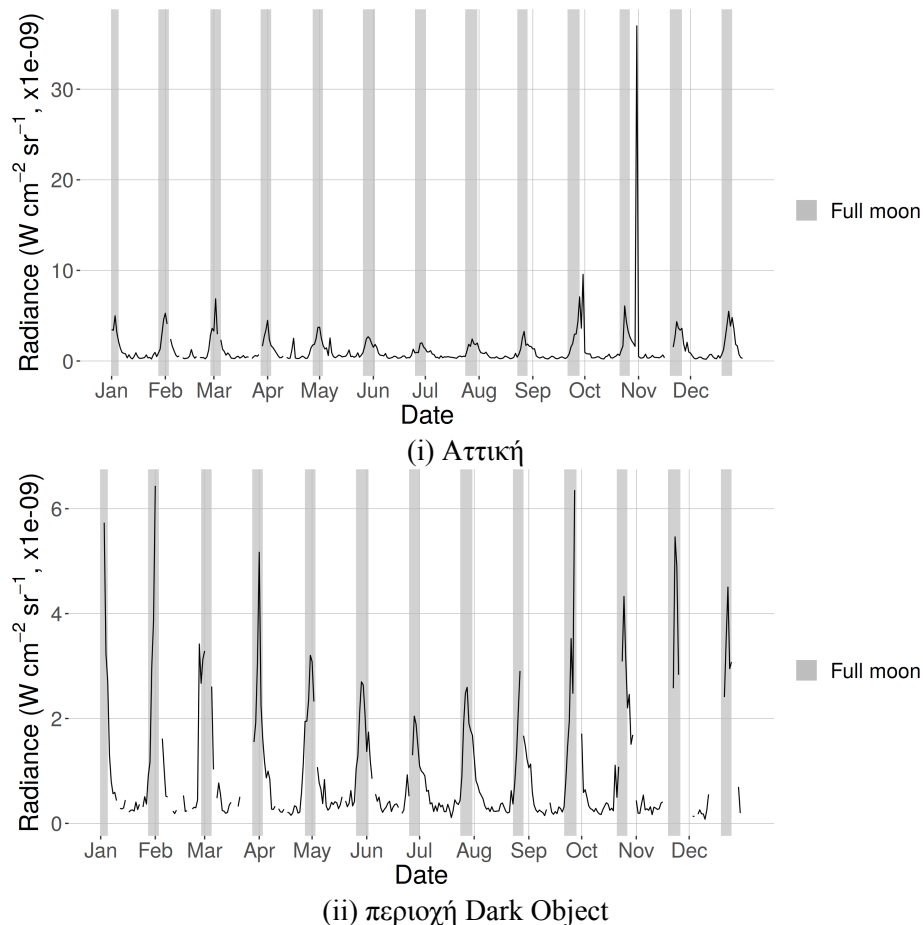 Radiance (W cm⁻² sr⁻¹, x1e-09)
30
20
10
0
Jan Feb Mar Apr May Jun Jul Aug Sep Oct Nov Dec
Date
Full moon
(i) Αττική
Radiance (W cm⁻² sr⁻¹, x1e-09)
6
4
2
0
Jan Feb Mar Apr May Jun Jul Aug Sep Oct Nov Dec
Date
Full moon
(ii) περιοχή Dark Object